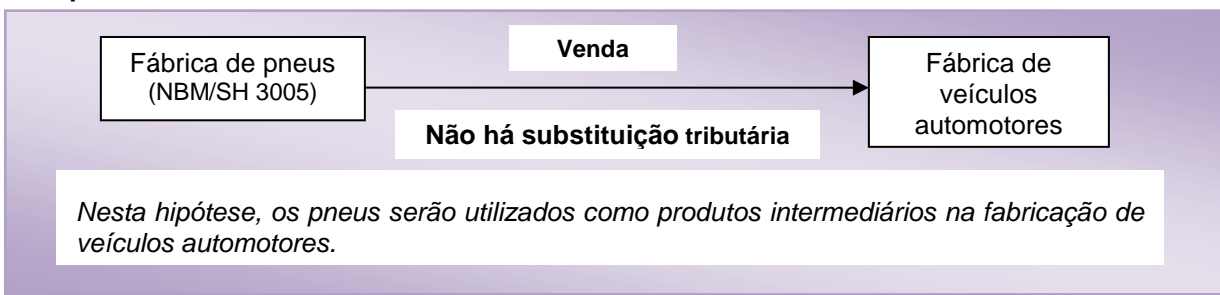 Fábrica de pneus
(NBM/SH 3005)
Venda
Não há substituição tributária
Fábrica de
veículos
automotores
Nesta hipótese, os pneus serão utilizados como produtos intermediários na fabricação de
veículos automotores.